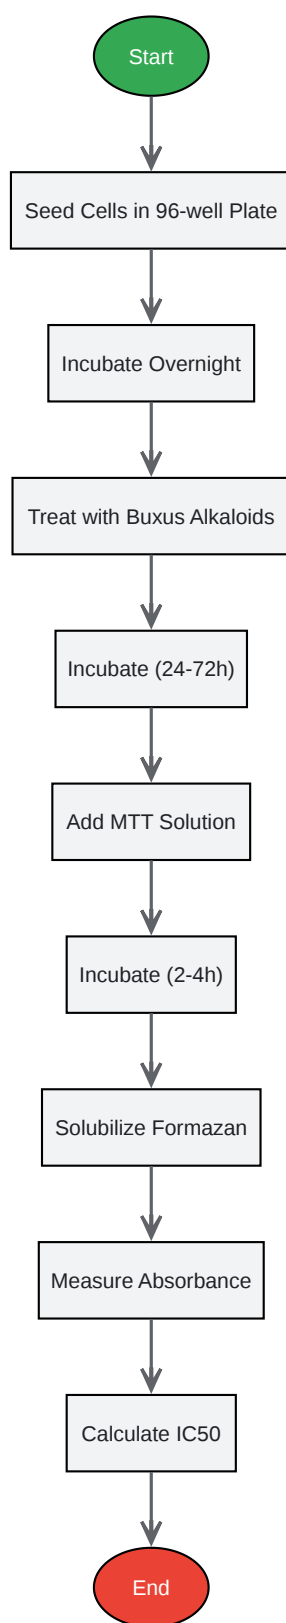 Start
Seed Cells in 96-well Plate
Incubate Overnight
Treat with Buxus Alkaloids
Incubate (24-72h)
Add MTT Solution
Incubate (2-4h)
Solubilize Formazan
Measure Absorbance
Calculate IC50
End